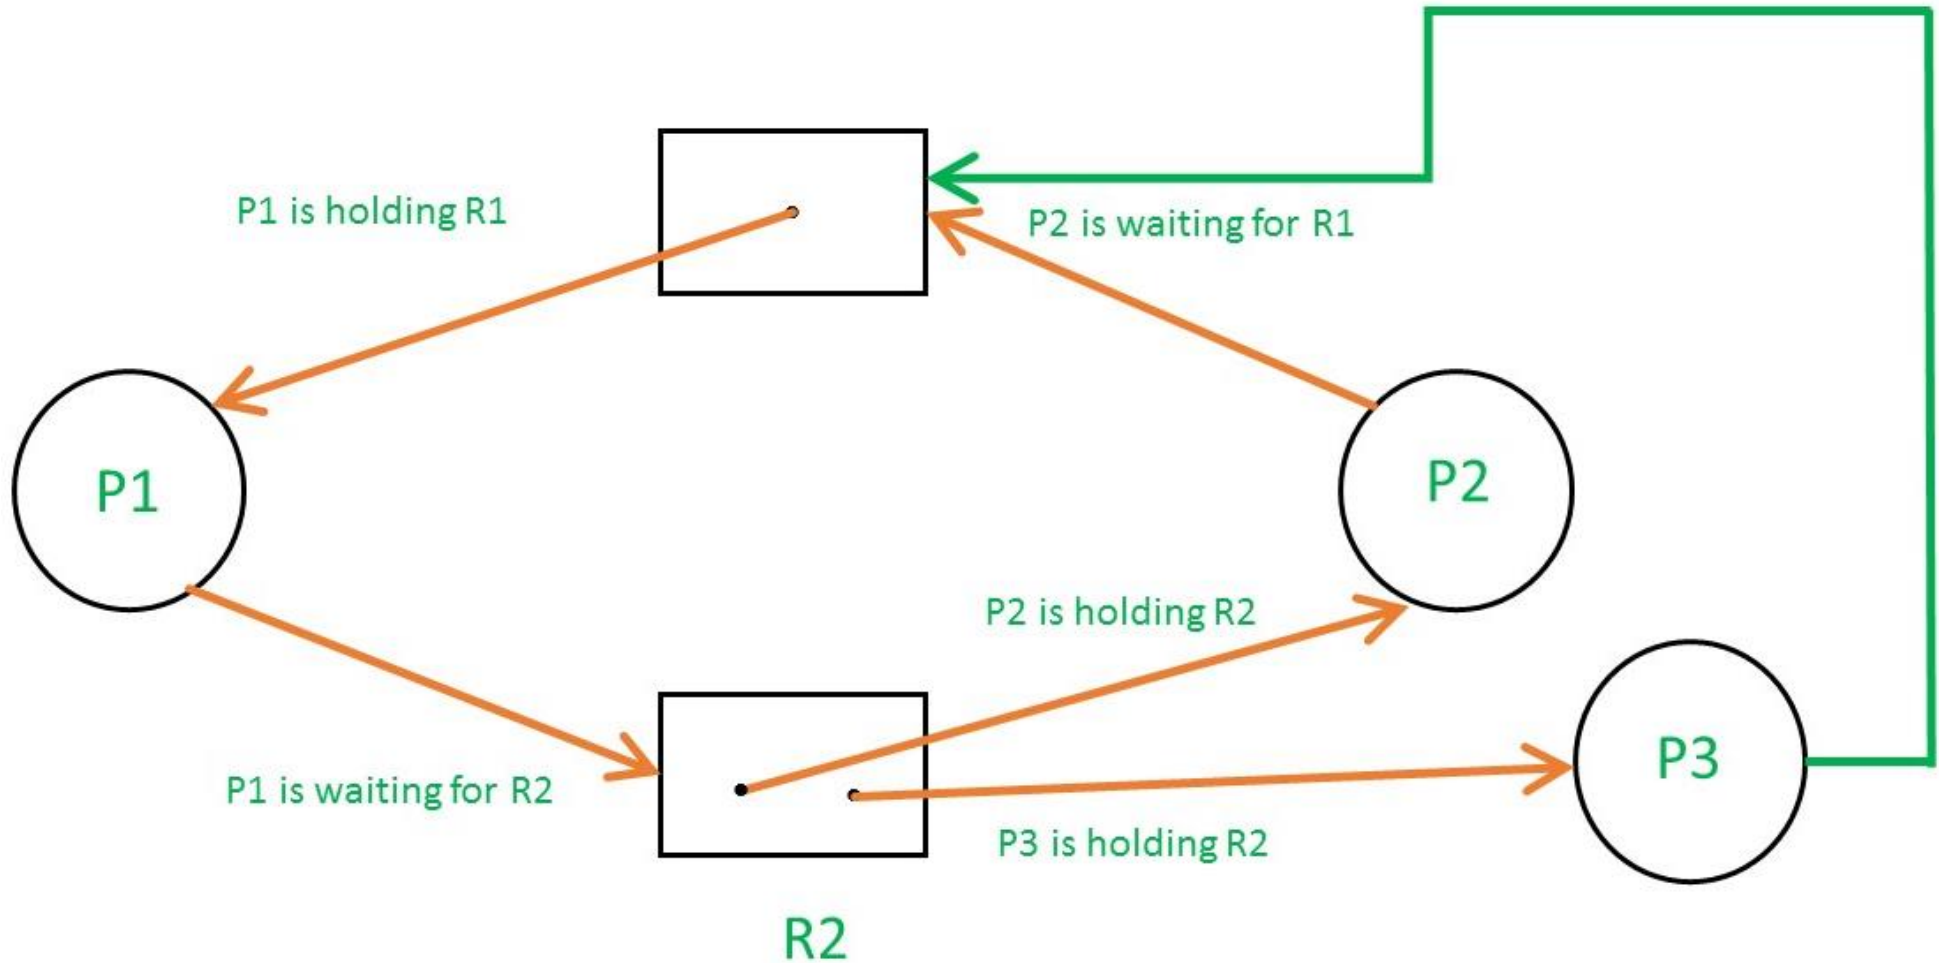 P1 is holding R1
P2 is waiting for R1
P1
P2
P2 is holding R2
P3
P1 is waiting for R2
P3 is holding R2
R2